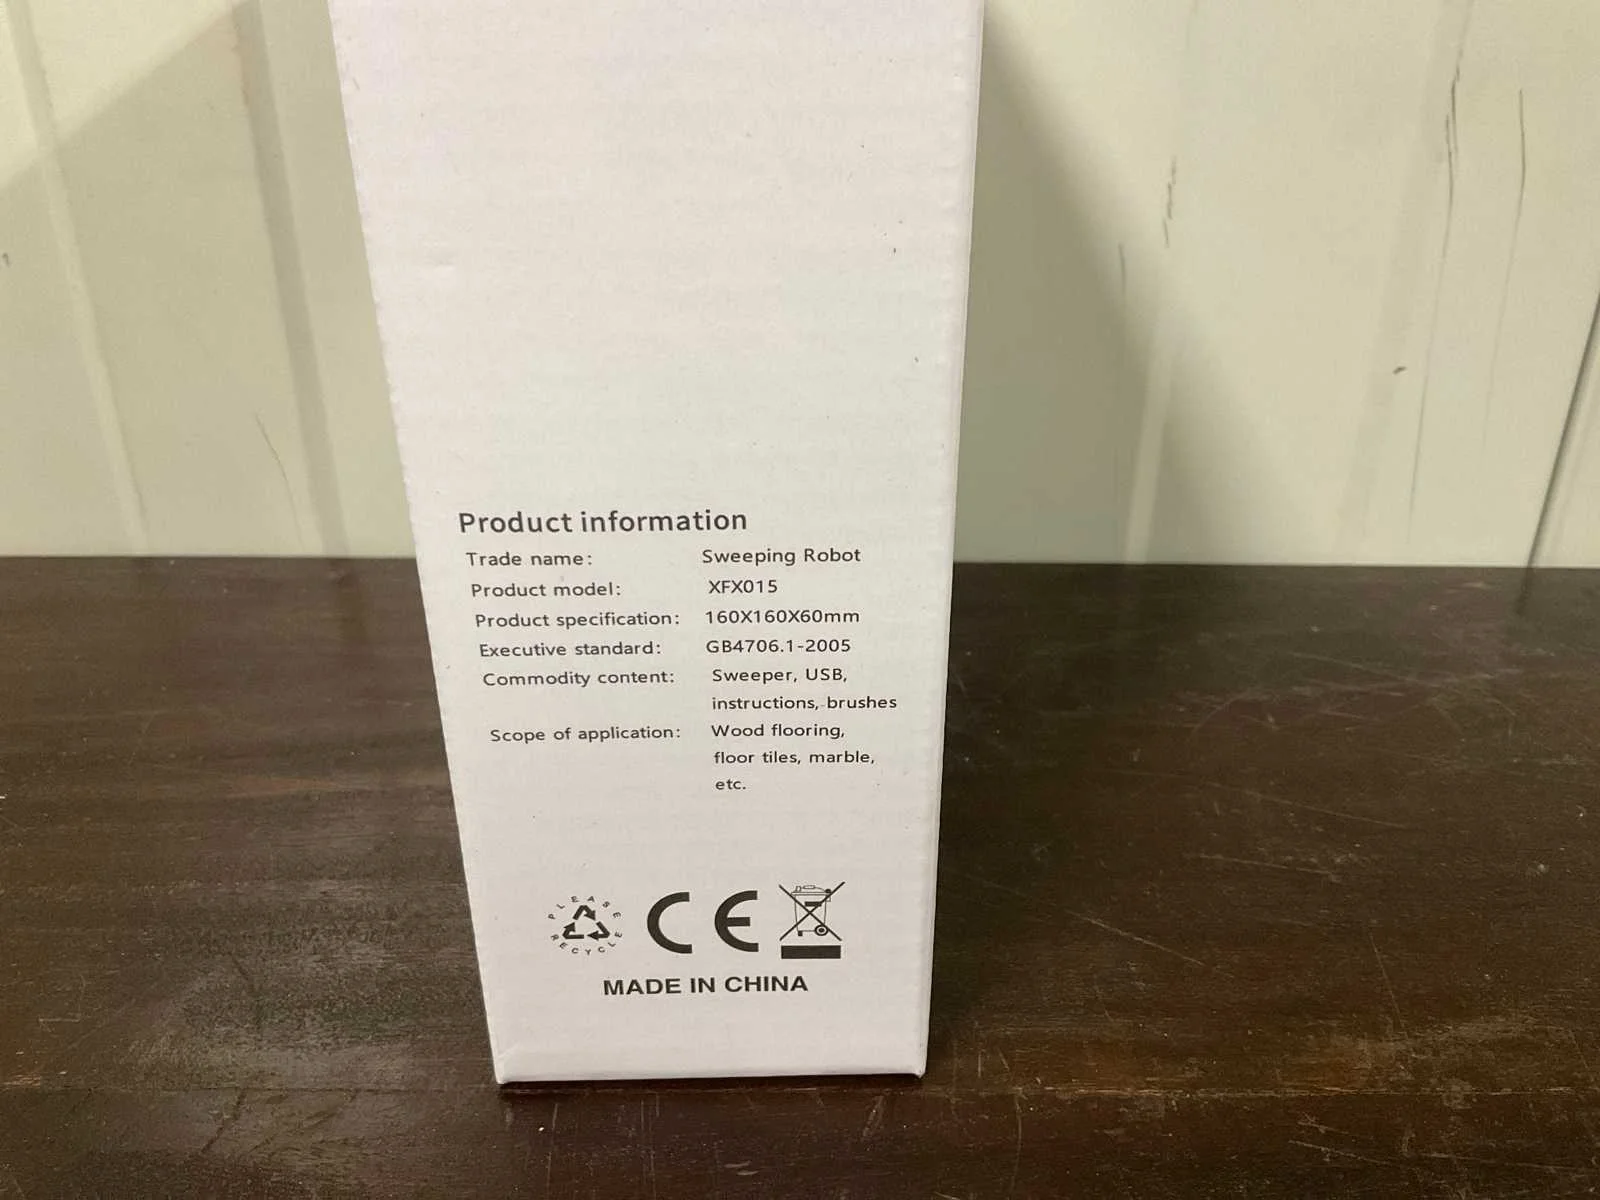 Product information
Trade name: Sweeping Robot
Product model: XFX015
Product specification: 160X160X60mm
Executive standard: GB4706.1-2005
Commodity content: Sweeper, USB,
instructions, brushes
Scope of application: Wood flooring,
floor tiles, marble,
etc.
PLEASE
RECYCLE
CE
MADE IN CHINA